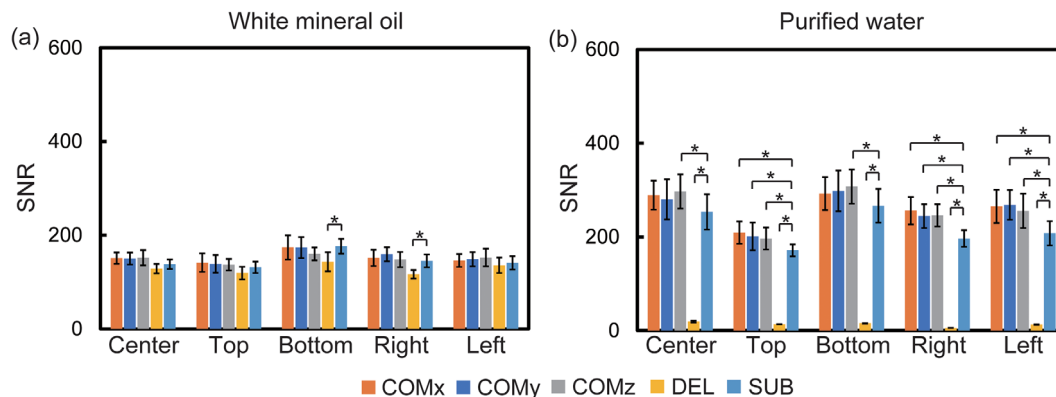 White mineral oil
Purified water
(a)
(b)
SNR
600
400
200
0
* *
Center Top Bottom Right Left
SNR
600
400
200
0
* * * * * * * * * * * * * * * *
Center Top Bottom Right Left
COMx COMy COMz DEL SUB